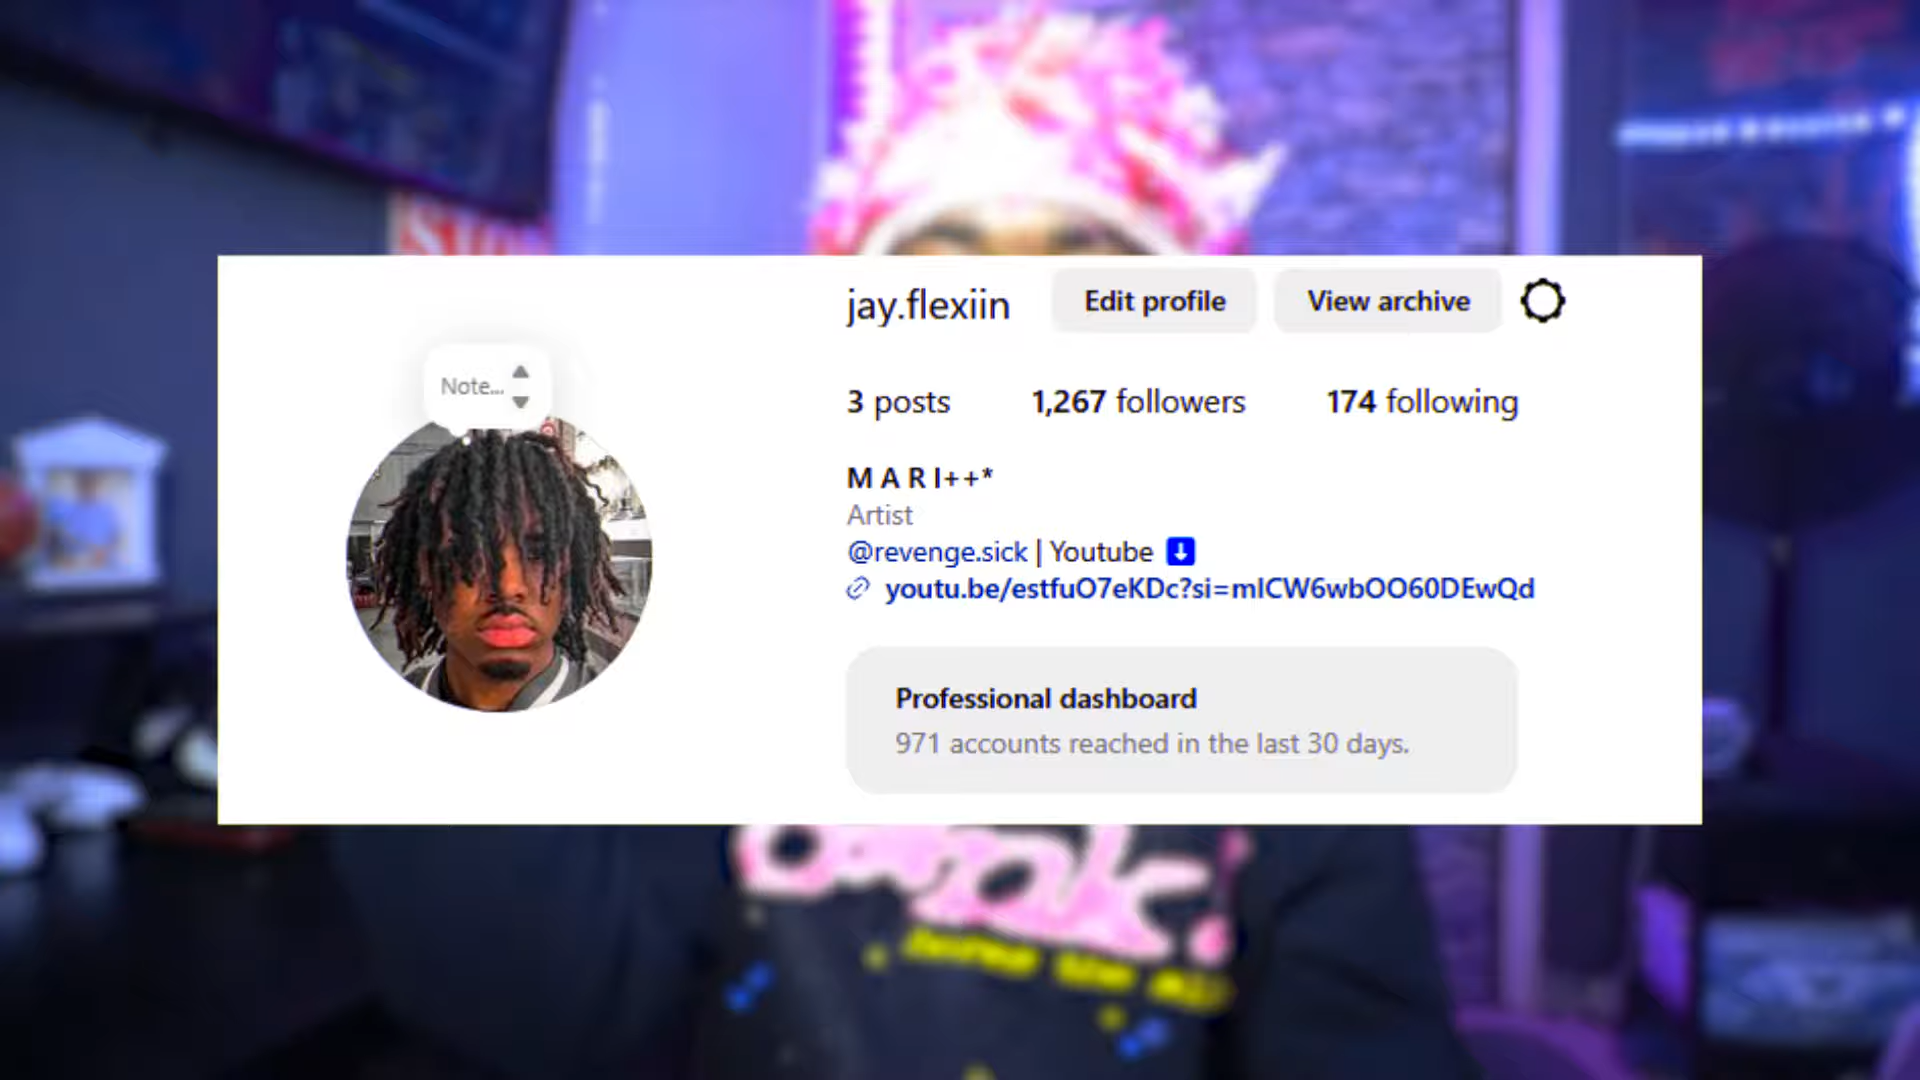 jay.flexiin Edit profile View archive
Note...
3 posts 1,267 followers 174 following
M A R I++*
Artist
@revenge.sick | Youtube ⬇
youtu.be/estfuO7eKDc?si=mICW6wbOO60DEwQd
Professional dashboard
971 accounts reached in the last 30 days.